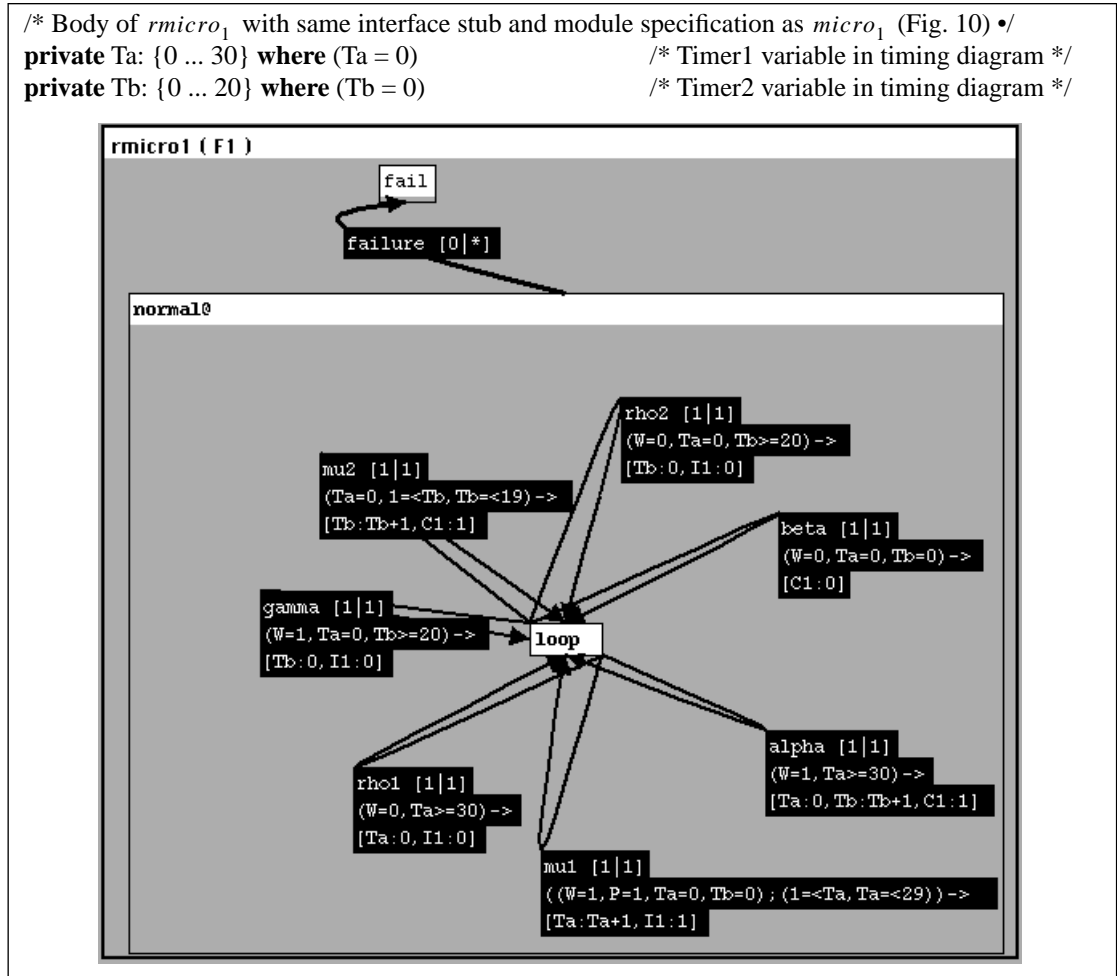 /* Body of rmicro1 with same interface stub and module specification as micro1 (Fig. 10) •/
private Ta: {0 ... 30} where (Ta = 0) /* Timer1 variable in timing diagram */
private Tb: {0 ... 20} where (Tb = 0) /* Timer2 variable in timing diagram */
rmicro1 ( F1 )
fail
failure [0|*]
normal@
rho2 [1|1]
(W=0,Ta=0,Tb>=20)->
[Tb:0,I1:0]
mu2 [1|1]
(Ta=0,1=<Tb,Tb=<19)->
[Tb:Tb+1,C1:1]
beta [1|1]
(W=0,Ta=0,Tb=0)->
[C1:0]
gamma [1|1]
(W=1,Ta=0,Tb>=20)->
[Tb:0,I1:0]
loop
alpha [1|1]
(W=1,Ta>=30)->
[Ta:0,Tb:Tb+1,C1:1]
rho1 [1|1]
(W=0,Ta>=30)->
[Ta:0,I1:0]
mu1 [1|1]
((W=1,P=1,Ta=0,Tb=0);(1=<Ta,Ta=<29))->
[Ta:Ta+1,I1:1]